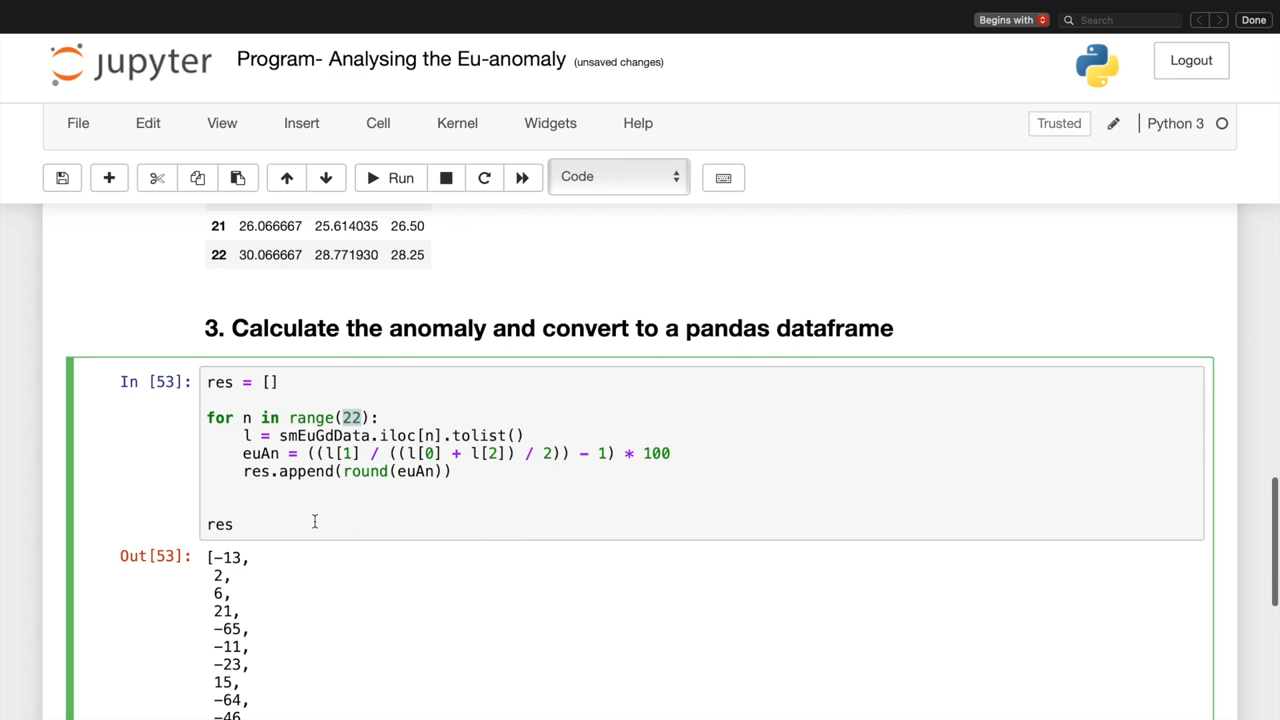 Begins with
Search
Done
jupyter
Program- Analysing the Eu-anomaly (unsaved changes)
Logout
File Edit View Insert Cell Kernel Widgets Help
Trusted
Python 3
Run
Code
21 26.066667 25.614035 26.50
22 30.066667 28.771930 28.25
3. Calculate the anomaly and convert to a pandas dataframe
In [53]:
res = []
for n in range(22):
l = smEuGdData.iloc[n].tolist()
euAn = ((l[1] / ((l[0] + l[2]) / 2)) - 1) * 100
res.append(round(euAn))
res
Out[53]:
[-13,
2,
6,
21,
-65,
-11,
-23,
15,
-64,
-46,